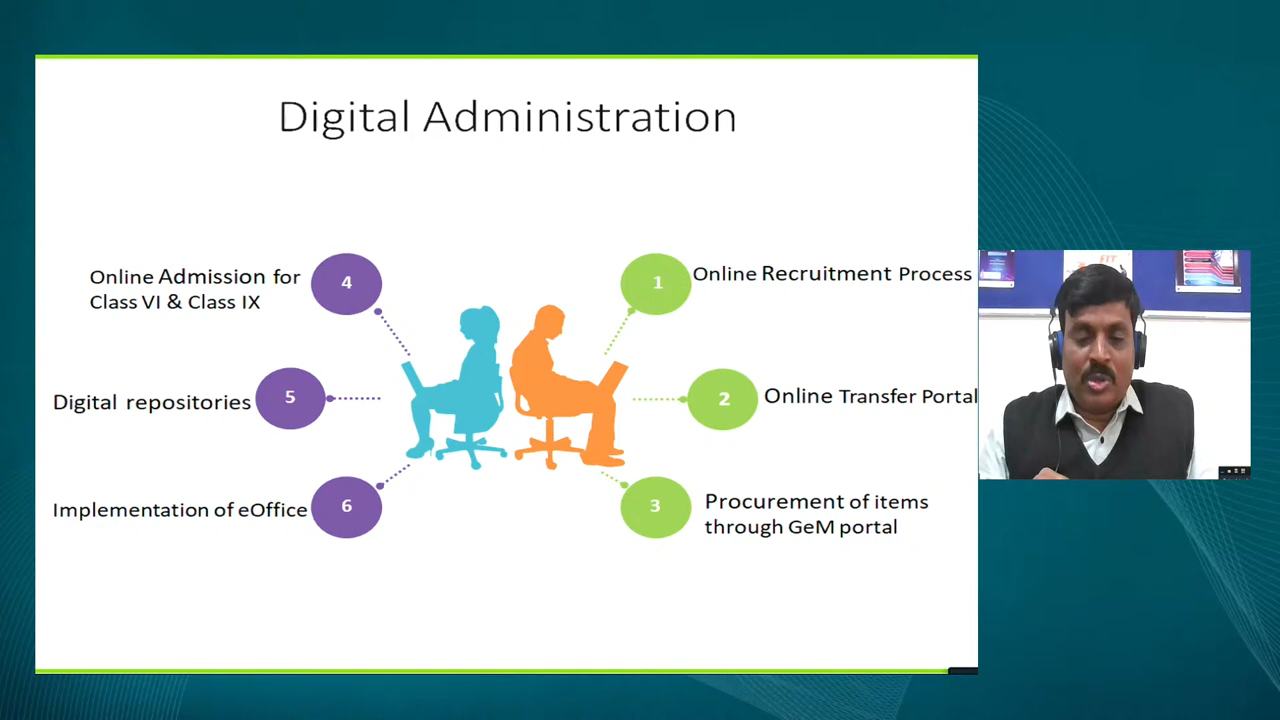 Digital Administration
4
Online Admission for
Class VI & Class IX
5
Digital repositories
6
Implementation of eOffice
1
Online Recruitment Process
2
Online Transfer Portal
3
Procurement of items
through GeM portal
FIT